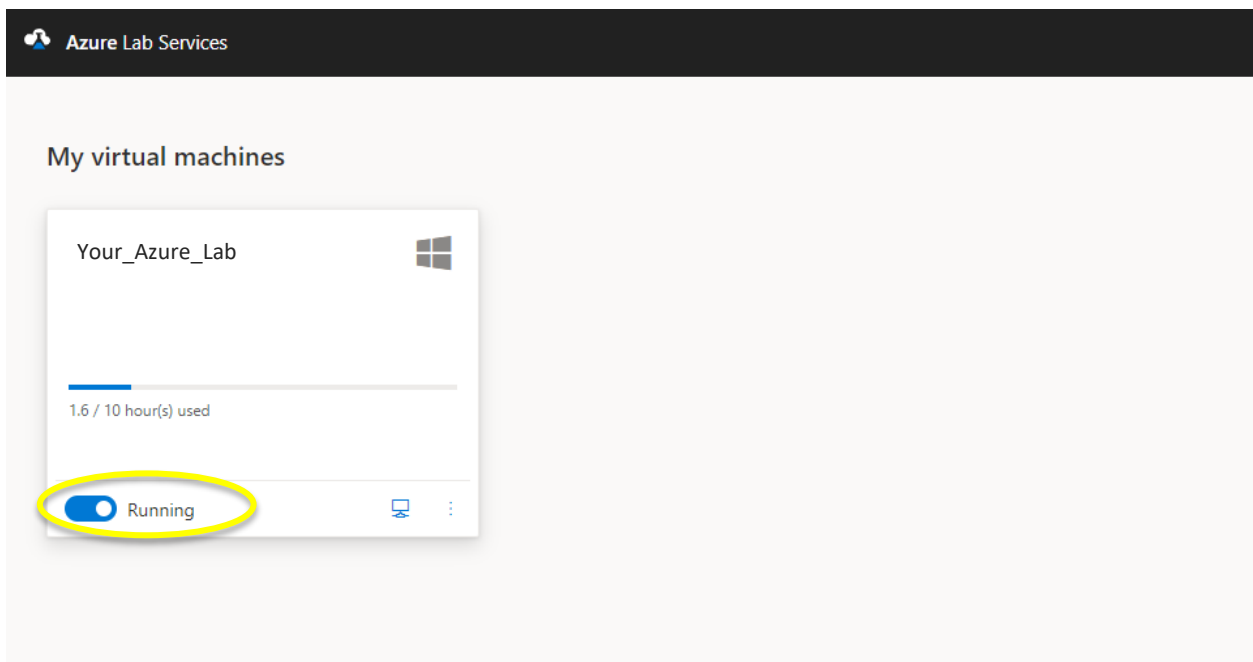 Azure Lab Services
My virtual machines
Your_Azure_Lab
1.6 / 10 hour(s) used
Running